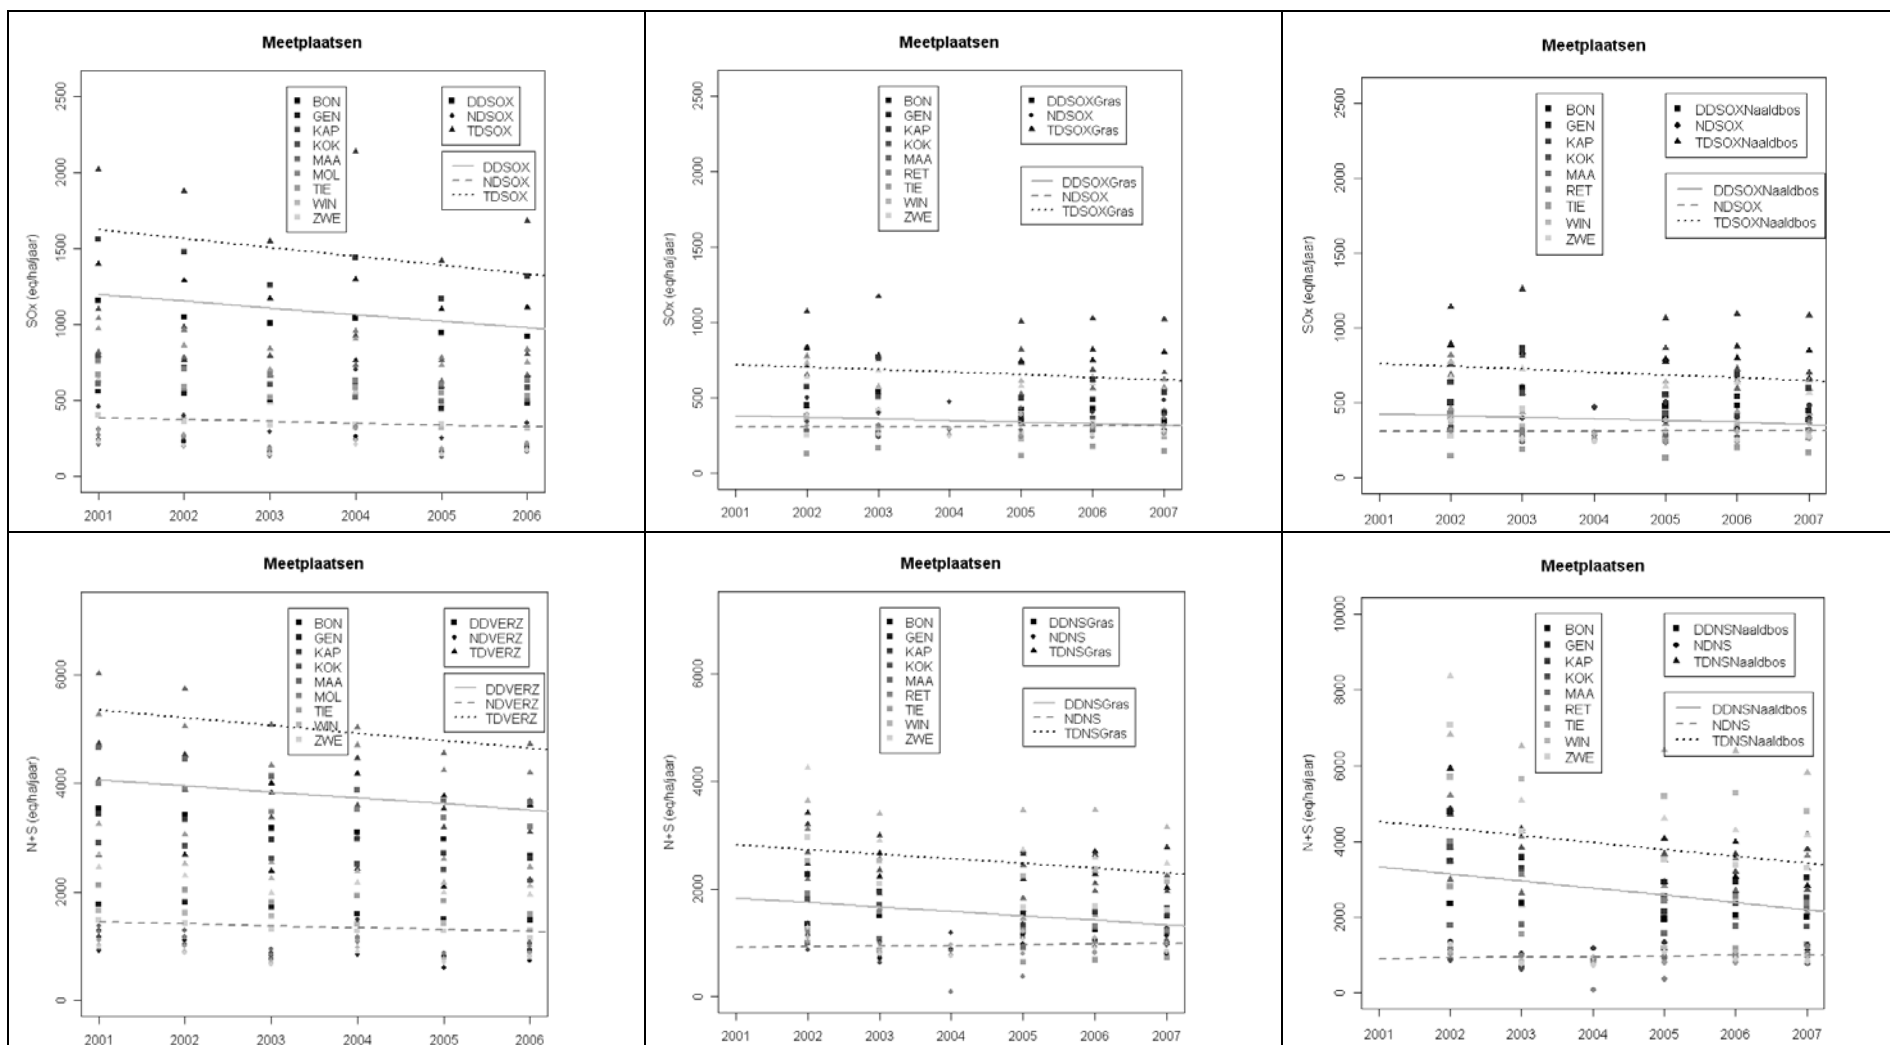 Meetplaatsen
SOx (eq/ha/jaar)
2500
2000
1500
1000
500
0
BON
GEN
KAP
KOK
MAA
MOL
TIE
WIN
ZWE
DDSOX
NDSOX
TDSOX
DDSOX
NDSOX
TDSOX
2001 2002 2003 2004 2005 2006
Meetplaatsen
SOx (eq/ha/jaar)
2500
2000
1500
1000
500
0
BON
GEN
KAP
KOK
MAA
RET
TIE
WIN
ZWE
DDSOXGras
NDSOX
TDSOXGras
DDSOXGras
NDSOX
TDSOXGras
2001 2002 2003 2004 2005 2006 2007
Meetplaatsen
SOx (eq/ha/jaar)
2500
2000
1500
1000
500
0
BON
GEN
KAP
KOK
MAA
RET
TIE
WIN
ZWE
DDSOXNaaldbos
NDSOX
TDSOXNaaldbos
DDSOXNaaldbos
NDSOX
TDSOXNaaldbos
2001 2002 2003 2004 2005 2006 2007
Meetplaatsen
N+S (eq/ha/jaar)
6000
4000
2000
0
BON
GEN
KAP
KOK
MAA
MOL
TIE
WIN
ZWE
DDVERZ
NDVERZ
TDVERZ
DDVERZ
NDVERZ
TDVERZ
2001 2002 2003 2004 2005 2006
Meetplaatsen
N+S (eq/ha/jaar)
6000
4000
2000
0
BON
GEN
KAP
KOK
MAA
RET
TIE
WIN
ZWE
DDNSGras
NDNS
TDNSGras
DDNSGras
NDNS
TDNSGras
2001 2002 2003 2004 2005 2006 2007
Meetplaatsen
N+S (eq/ha/jaar)
10000
8000
6000
4000
2000
0
BON
GEN
KAP
KOK
MAA
RET
TIE
WIN
ZWE
DDNSNaaldbos
NDNS
TDNSNaaldbos
DDNSNaaldbos
NDNS
TDNSNaaldbos
2001 2002 2003 2004 2005 2006 2007